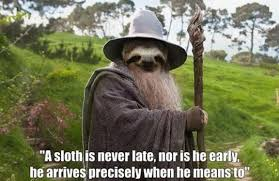 "A sloth is never late, nor is he early,
he arrives precisely when he means to"